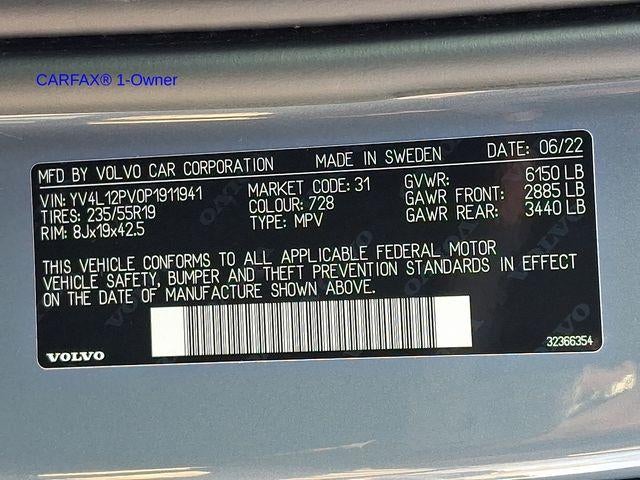 CARFAX® 1-Owner
MFD BY VOLVO CAR CORPORATION MADE IN SWEDEN DATE: 06/22
VIN: YV4L12PV0P1911941 MARKET CODE: 31 GVWR: 6150 LB
TIRES: 235/55R19 COLOUR: 728 GAWR FRONT: 2885 LB
RIM: 8Jx19x42.5 TYPE: MPV GAWR REAR: 3440 LB
THIS VEHICLE CONFORMS TO ALL APPLICABLE FEDERAL MOTOR
VEHICLE SAFETY, BUMPER AND THEFT PREVENTION STANDARDS IN EFFECT
ON THE DATE OF MANUFACTURE SHOWN ABOVE.
VOLVO 32366354